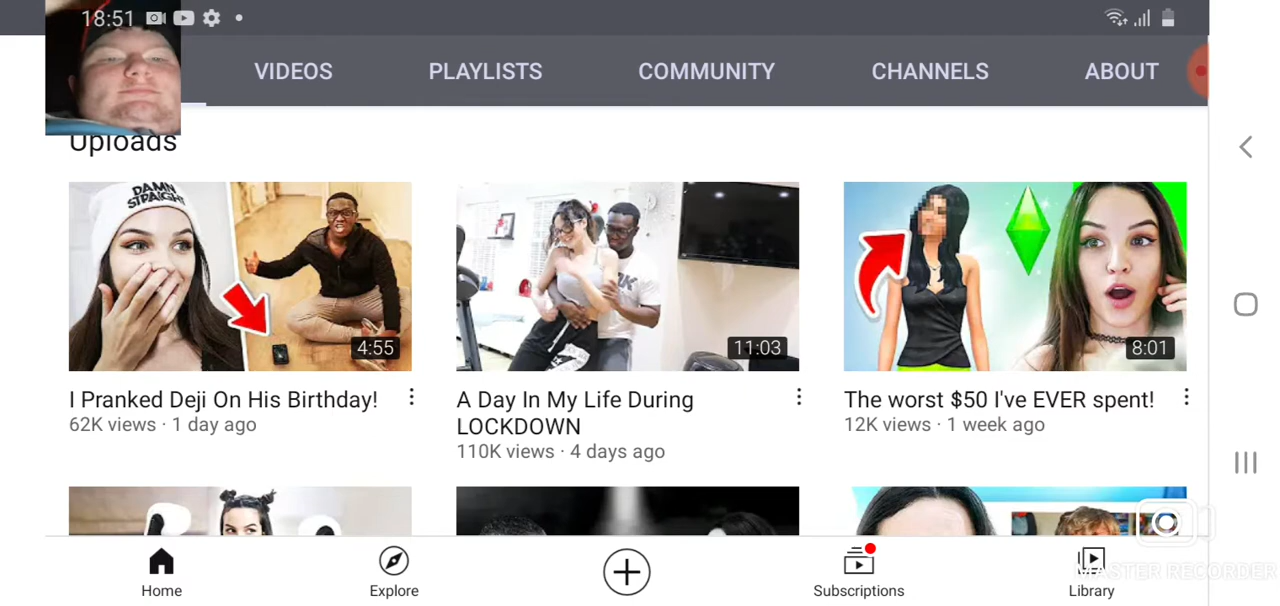 18:51
VIDEOS PLAYLISTS COMMUNITY CHANNELS ABOUT
Uploads
DAMN
STRAIGHT
4:55
11:03
8:01
I Pranked Deji On His Birthday!
62K views · 1 day ago
A Day In My Life During
LOCKDOWN
110K views · 4 days ago
The worst $50 I've EVER spent!
12K views · 1 week ago
Home
Explore
Subscriptions
Library
MASTER RECORDER